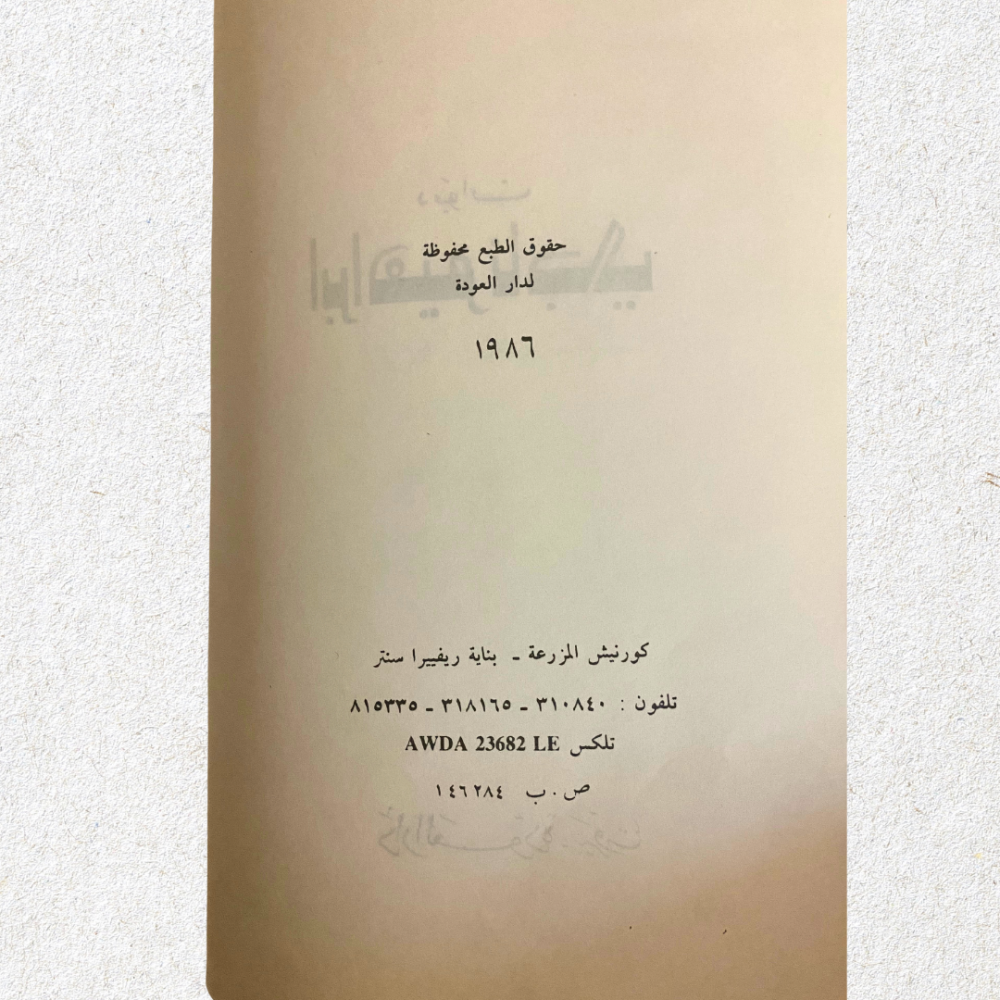 حقوق الطبع محفوظة
لدار العودة
١٩٨٦
كورنيش المزرعة ـ بناية ريفييرا سنتر
تلفون : ٣١٠٨٤٠ ـ ٣١٨١٦٥ ـ ٨١٥٣٣٥
تلكس AWDA 23682 LE
ص . ب ١٤٦٢٨٤